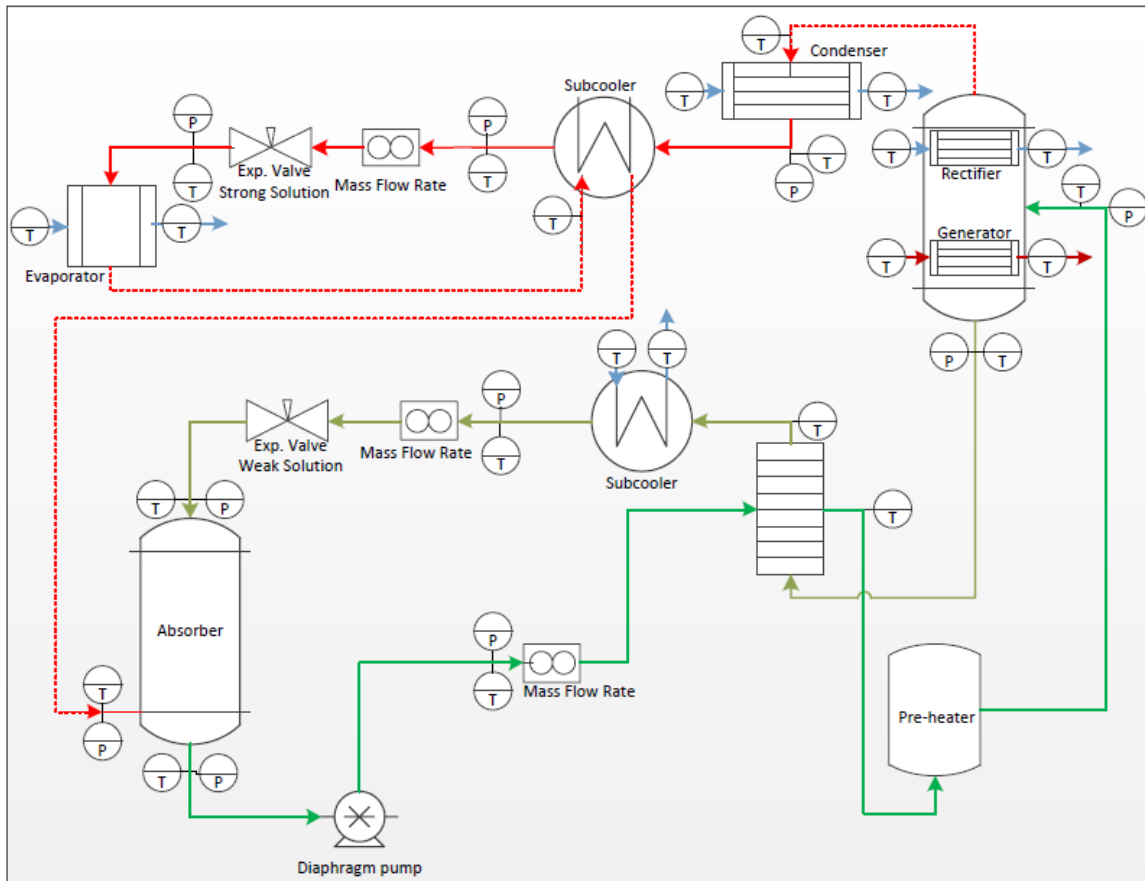 T
Condenser
T
T
Subcooler
P
P
T
T
Exp. Valve
Strong Solution
Mass Flow Rate
T
P
T
T
Rectifier
T
P
T
T
T
Evaporator
Generator
T
T
P
T
T
T
P
T
Exp. Valve
Weak Solution
Mass Flow Rate
Subcooler
T
T
P
T
Absorber
P
T
Mass Flow Rate
T
P
Pre-heater
T
P
Diaphragm pump